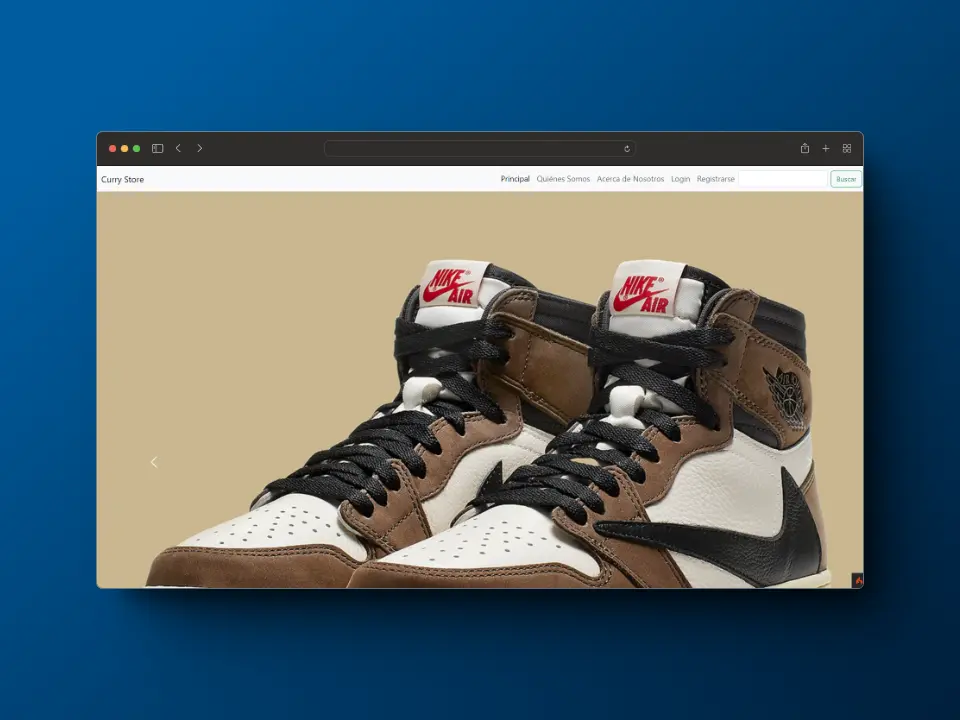 Curry Store
Principal Quiénes Somos Acerca de Nosotros Login Registrarse Buscar
NIKE®
AIR
NIKE®
AIR